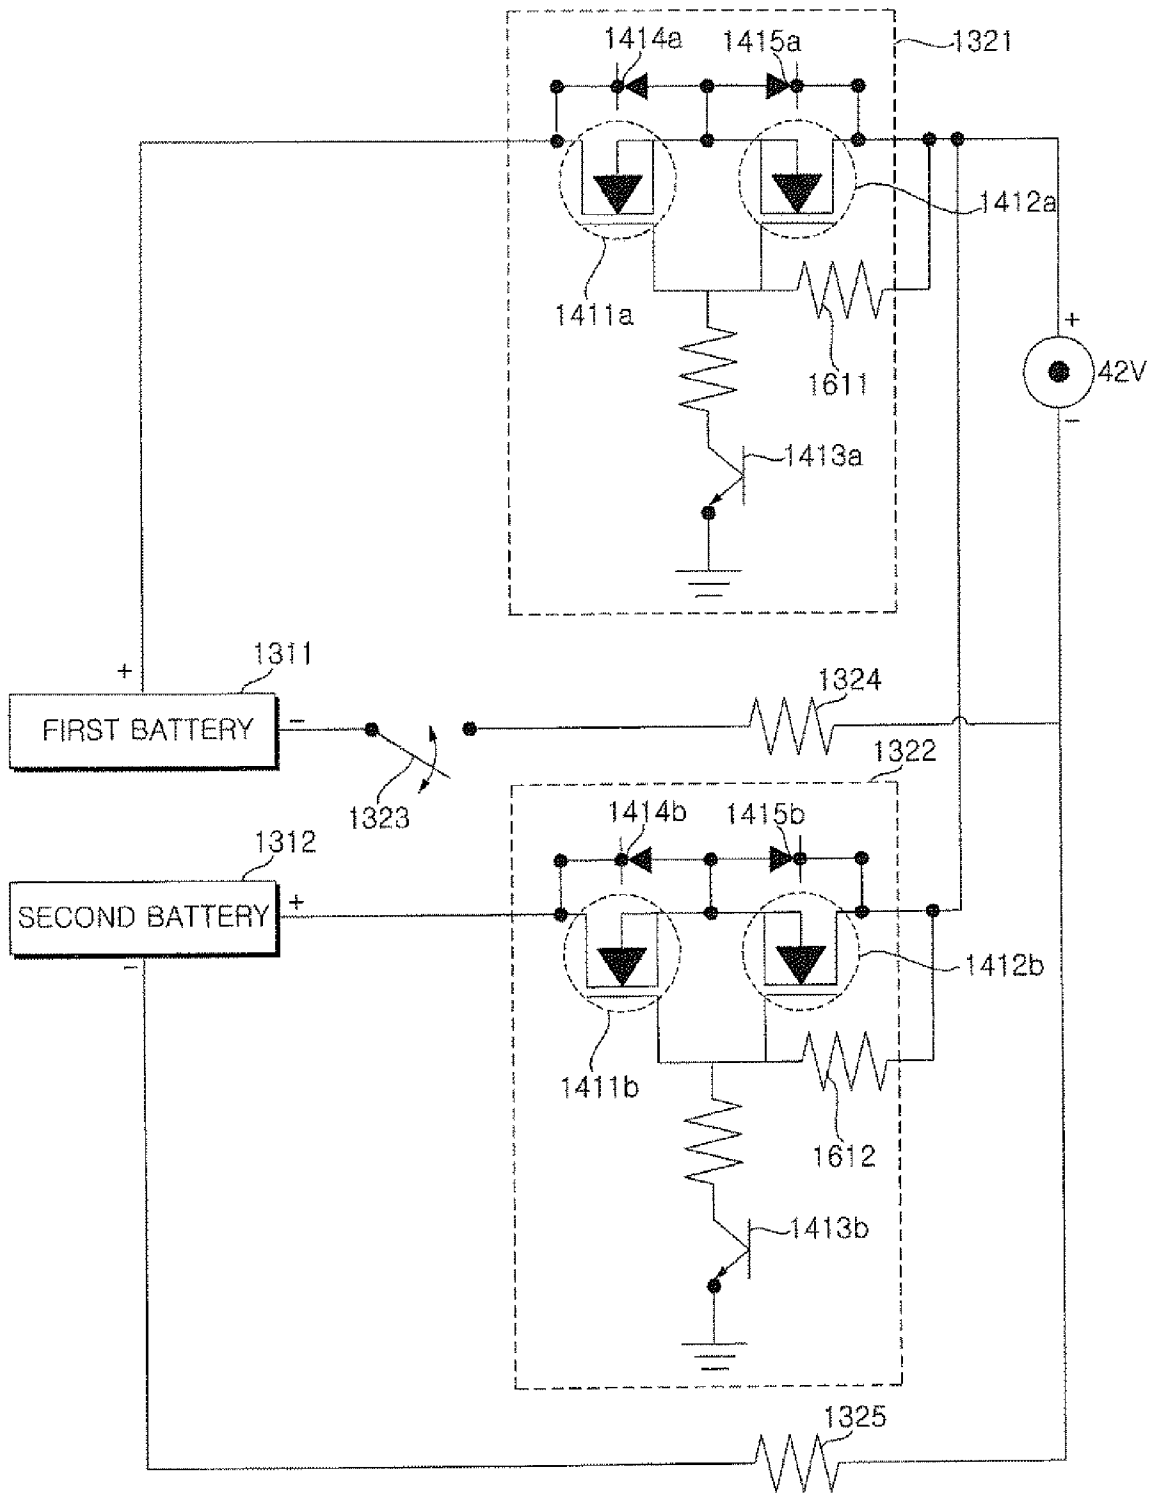 1414a
1415a
1321
1412a
1411a
+
1611
42V
−
1413a
1311
+
FIRST BATTERY
−
1324
1323
1322
1414b
1415b
1312
+
SECOND BATTERY
−
1412b
1411b
1612
1413b
1325